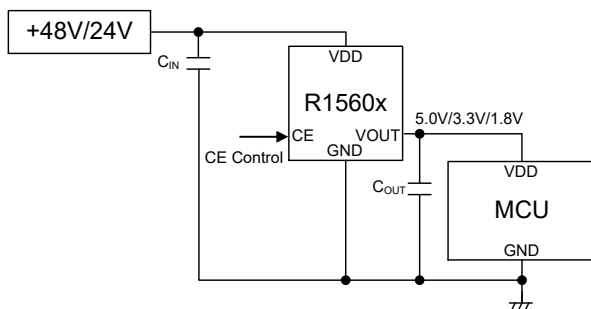 +48V/24V
CIN
VDD
R1560x
CE
VOUT
GND
CE Control
5.0V/3.3V/1.8V
COUT
VDD
MCU
GND